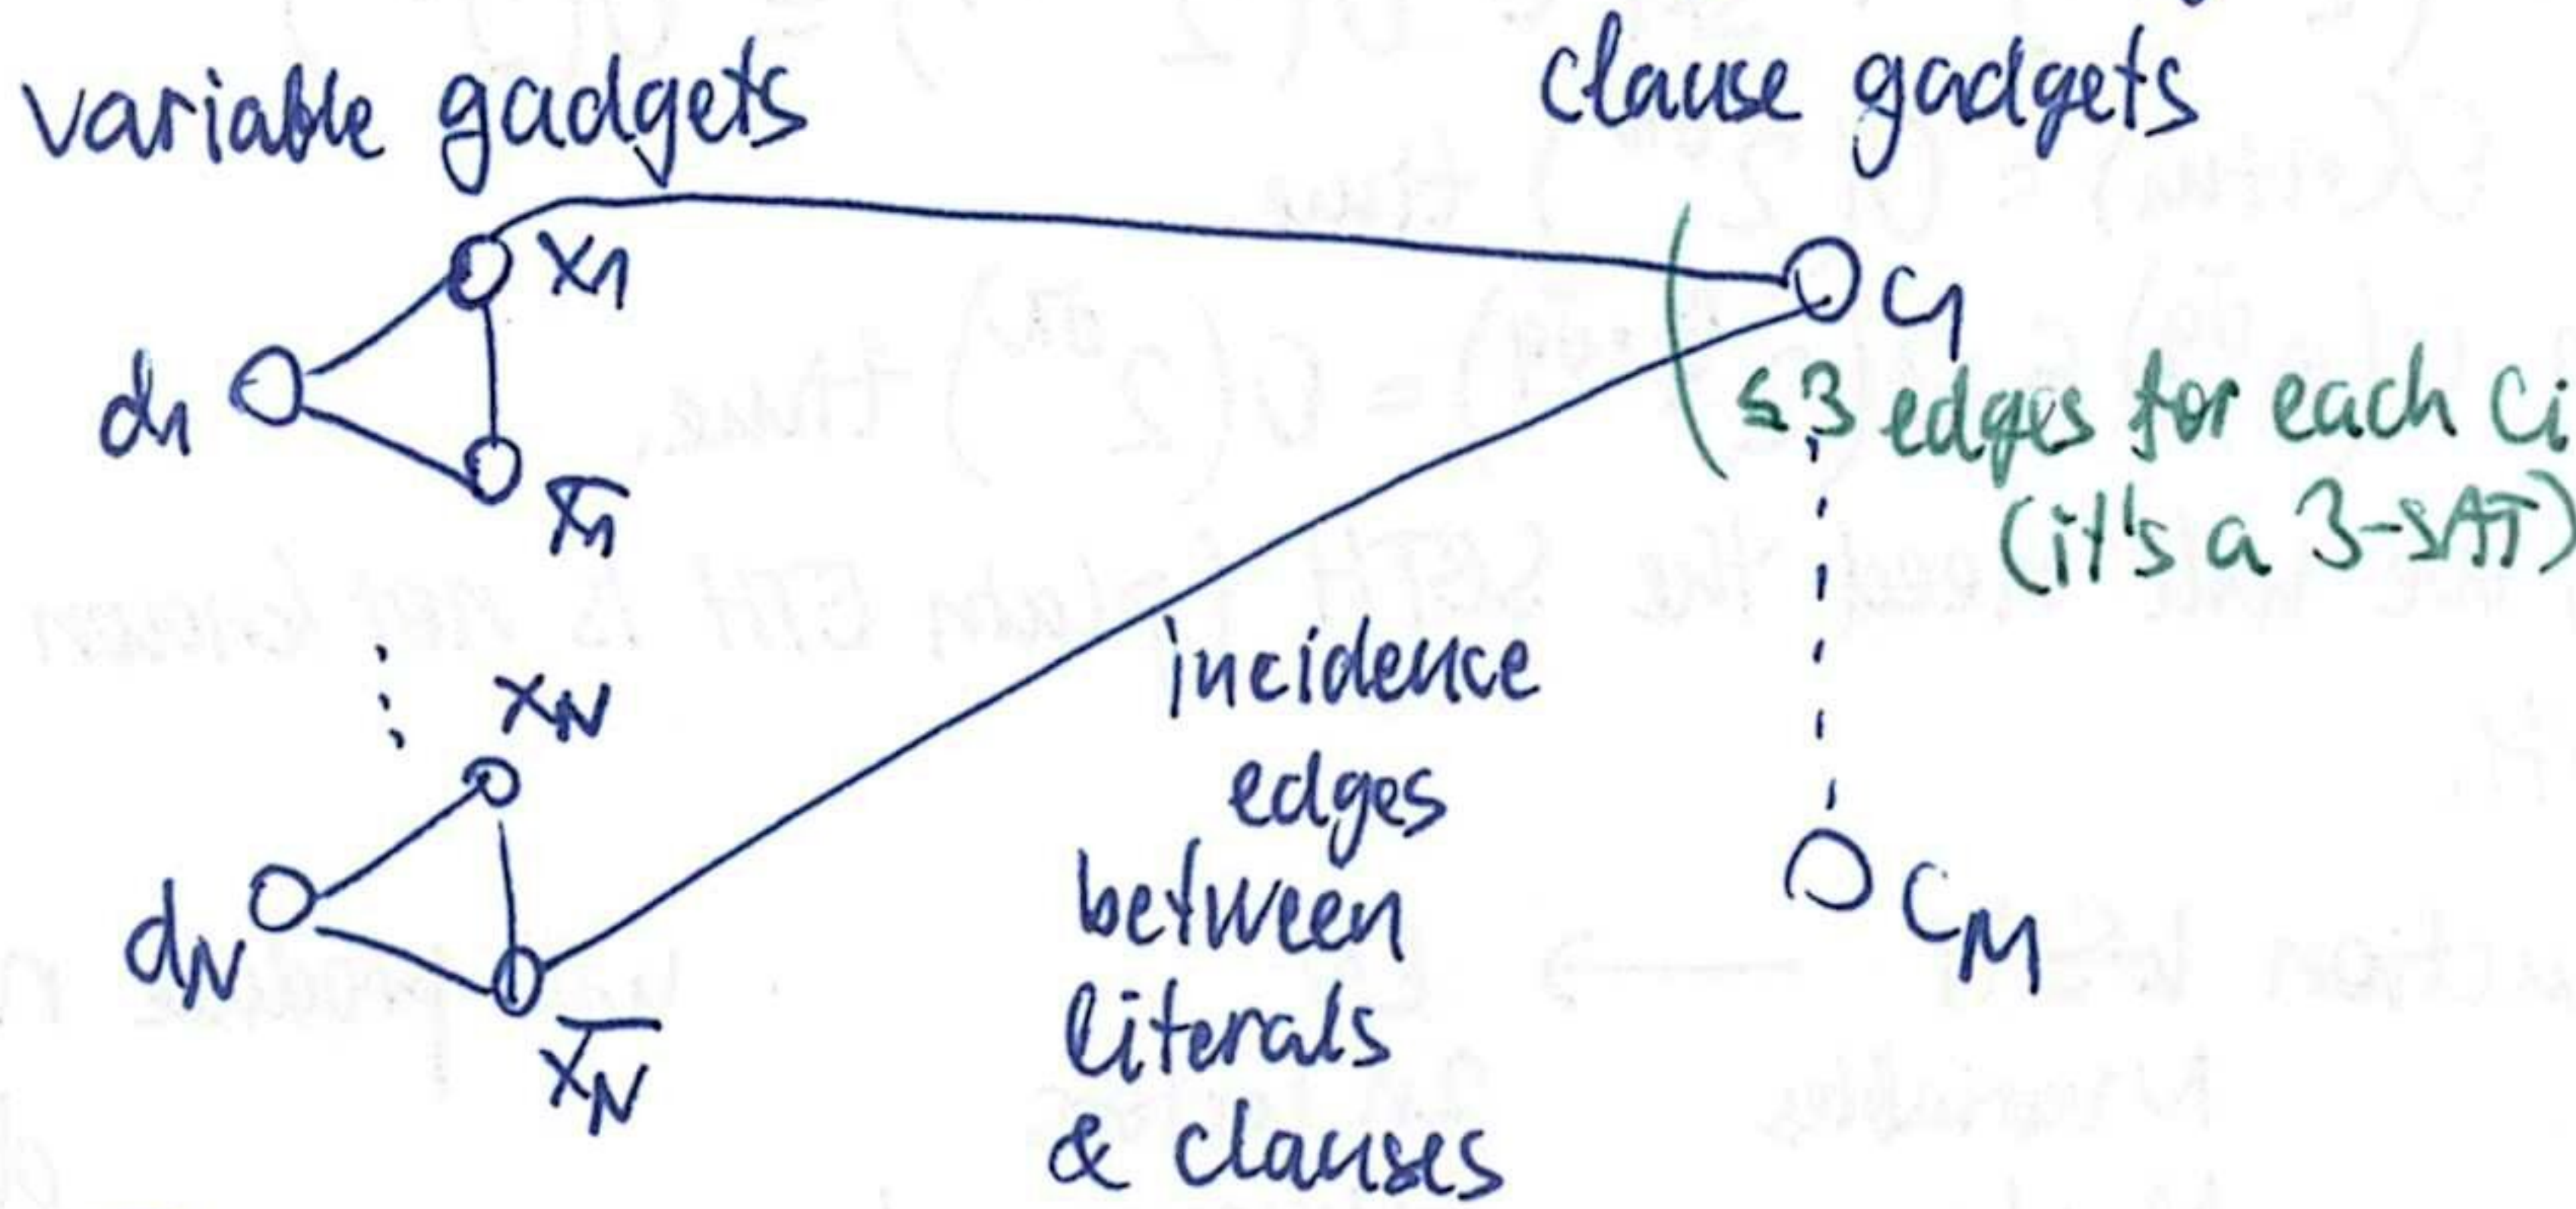 variable gadgets
clause gadgets
x1
c1
d1
≤3 edges for each Ci
(it's a 3-SAT)
x̄1
incidence
xN
edges
between
dN
CM
literals
x̄N
& clauses